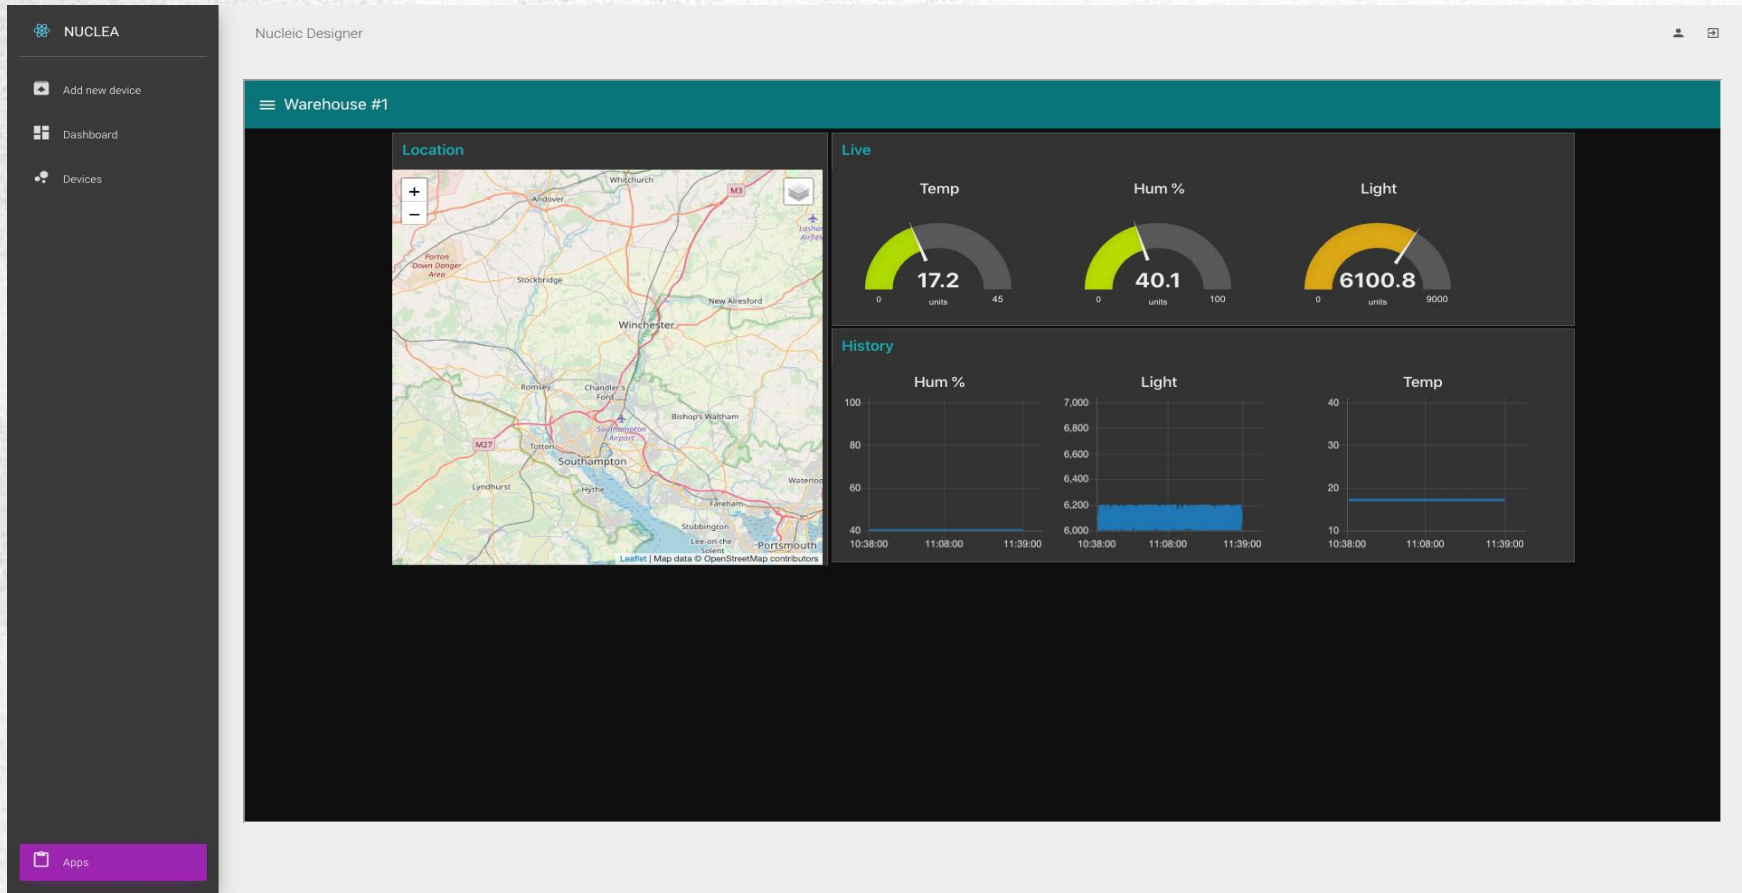 NUCLEA
Add new device
Dashboard
Devices
Apps
Nucleic Designer
Warehouse #1
Location
+
−
Whitchurch
M3
Andover
Porton
Down Danger
Area
Stockbridge
New Alresford
Winchester
Romsey
Chandler's
Ford
Bishop's Waltham
Southampton
Airport
M27
Totton
Southampton
Lyndhurst
Hythe
Fareham
Stubbington
Lee-on-the
Solent
Portsmouth
Leaflet | Map data © OpenStreetMap contributors
Live
Temp
17.2
0 units 45
Hum %
40.1
0 units 100
Light
6100.8
0 units 9000
History
Hum %
100
80
60
40
10:38:00 11:08:00 11:39:00
Light
7,000
6,800
6,600
6,400
6,200
6,000
10:38:00 11:08:00 11:39:00
Temp
40
30
20
10
10:38:00 11:08:00 11:39:00